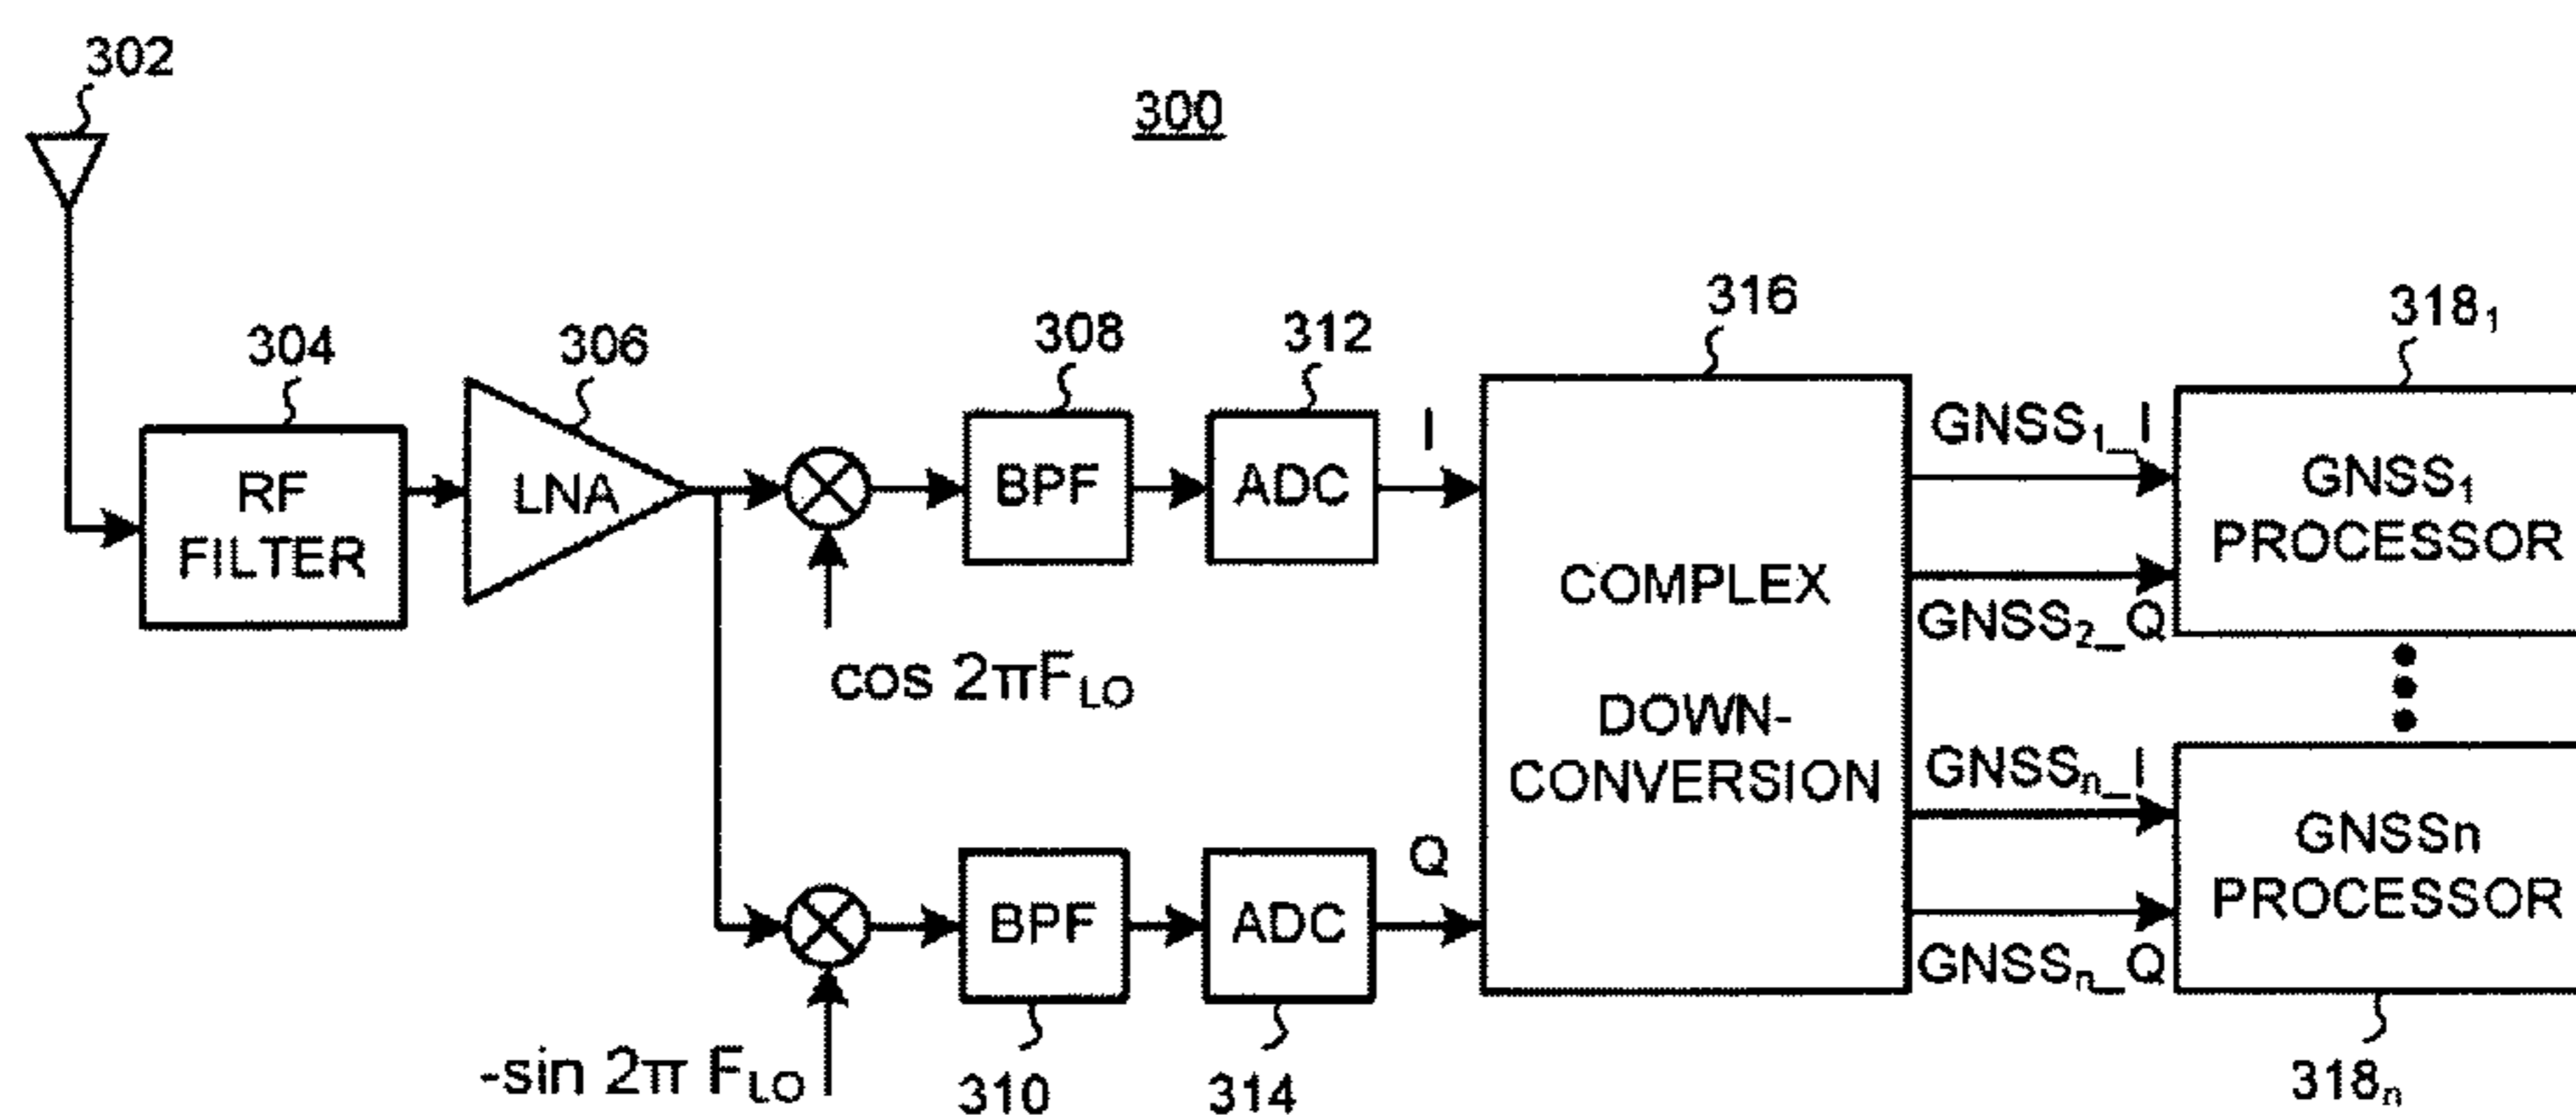 302
300
304
306
308
312
316
318₁
RF
FILTER
LNA
BPF
ADC
I
COMPLEX
DOWN-
CONVERSION
GNSS₁_I
GNSS₂_Q
GNSS₁
PROCESSOR
cos 2πF_LO
GNSSₙ_I
GNSSₙ_Q
GNSSn
PROCESSOR
BPF
ADC
Q
-sin 2π F_LO
310
314
318ₙ